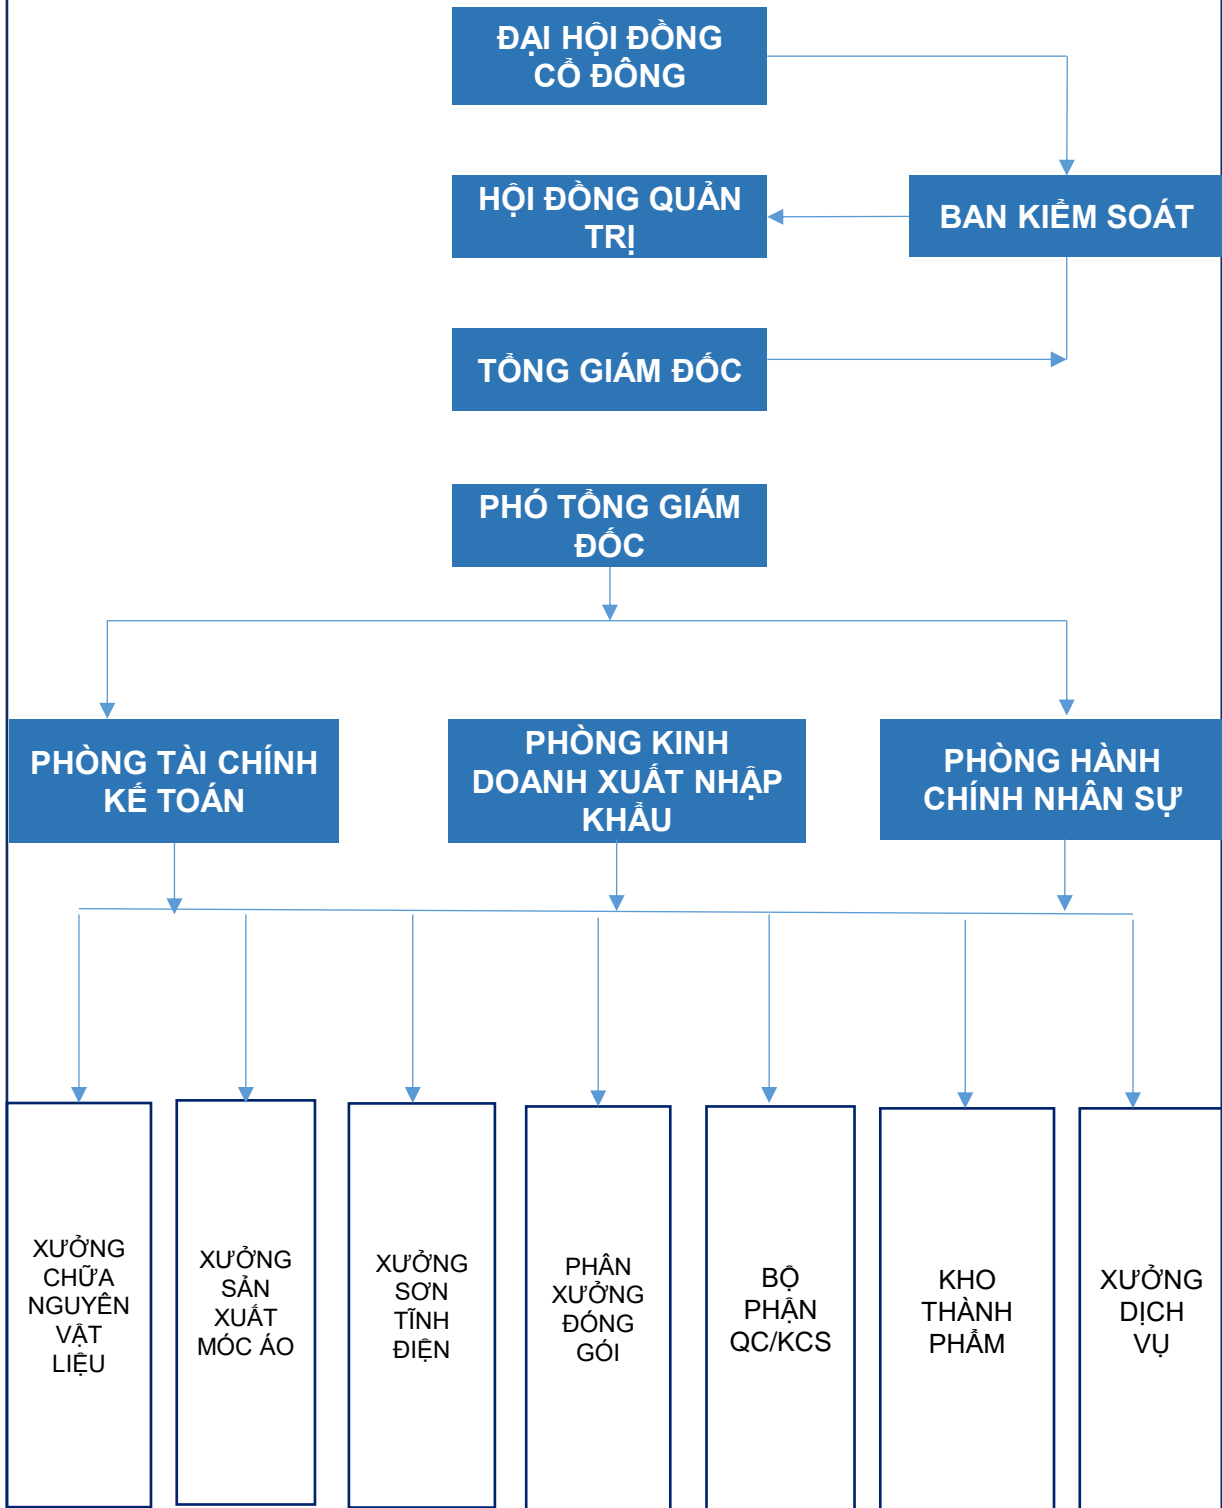 ĐẠI HỘI ĐỒNG
CỔ ĐÔNG
HỘI ĐỒNG QUẢN
TRỊ
BAN KIỂM SOÁT
TỔNG GIÁM ĐỐC
PHÓ TỔNG GIÁM
ĐỐC
PHÒNG TÀI CHÍNH
KẾ TOÁN
PHÒNG KINH
DOANH XUẤT NHẬP
KHẨU
PHÒNG HÀNH
CHÍNH NHÂN SỰ
XƯỞNG
CHỮA
NGUYÊN
VẬT
LIỆU
XƯỞNG
SẢN
XUẤT
MÓC ÁO
XƯỞNG
SƠN
TĨNH
ĐIỆN
PHÂN
XƯỞNG
ĐÓNG
GÓI
BỘ
PHẬN
QC/KCS
KHO
THÀNH
PHẨM
XƯỞNG
DỊCH
VỤ